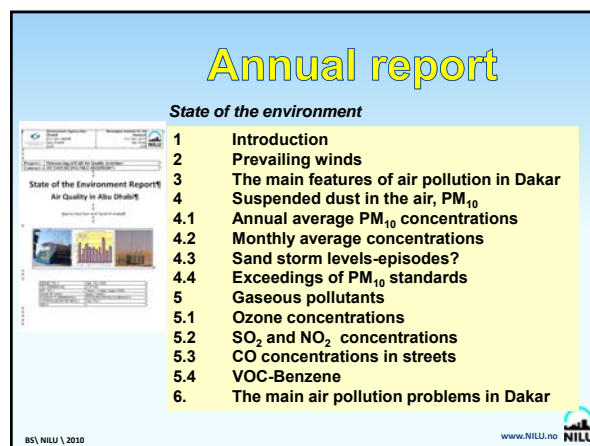 Annual report
State of the environment
NILU
State of the Environment Report¶
Air Quality in Abu Dhabi¶
1 Introduction
2 Prevailing winds
3 The main features of air pollution in Dakar
4 Suspended dust in the air, PM10
4.1 Annual average PM10 concentrations
4.2 Monthly average concentrations
4.3 Sand storm levels-episodes?
4.4 Exceedings of PM10 standards
5 Gaseous pollutants
5.1 Ozone concentrations
5.2 SO2 and NO2 concentrations
5.3 CO concentrations in streets
5.4 VOC-Benzene
6. The main air pollution problems in Dakar
BS\ NILU \ 2010
www.NILU.no
NILU